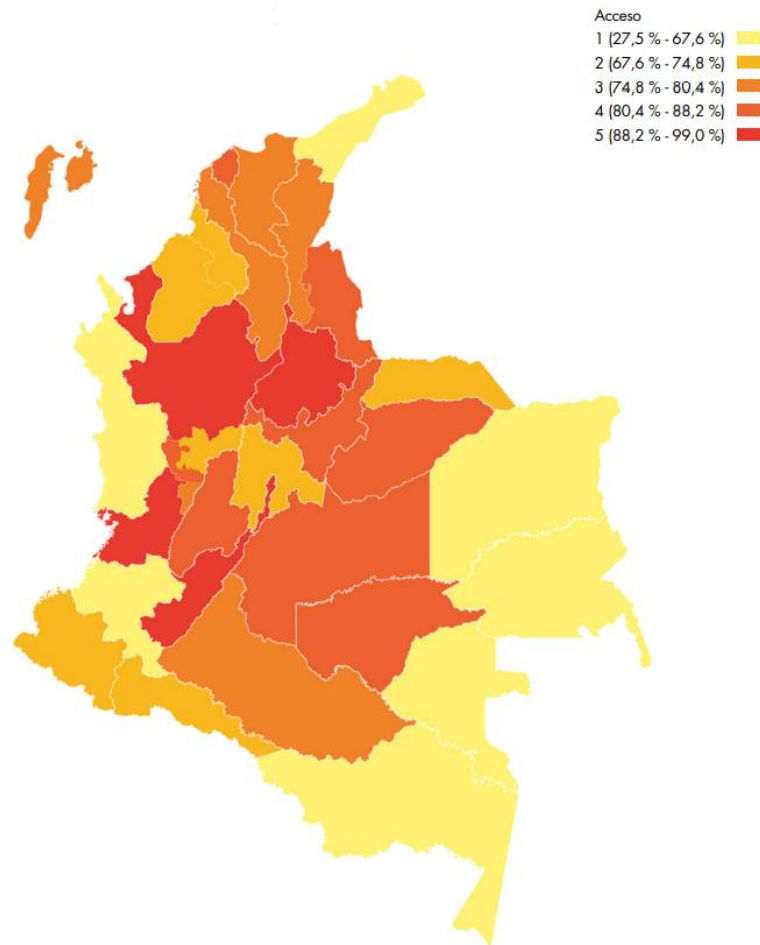 Acceso
1 (27,5 % - 67,6 %)
2 (67,6 % - 74,8 %)
3 (74,8 % - 80,4 %)
4 (80,4 % - 88,2 %)
5 (88,2 % - 99,0 %)